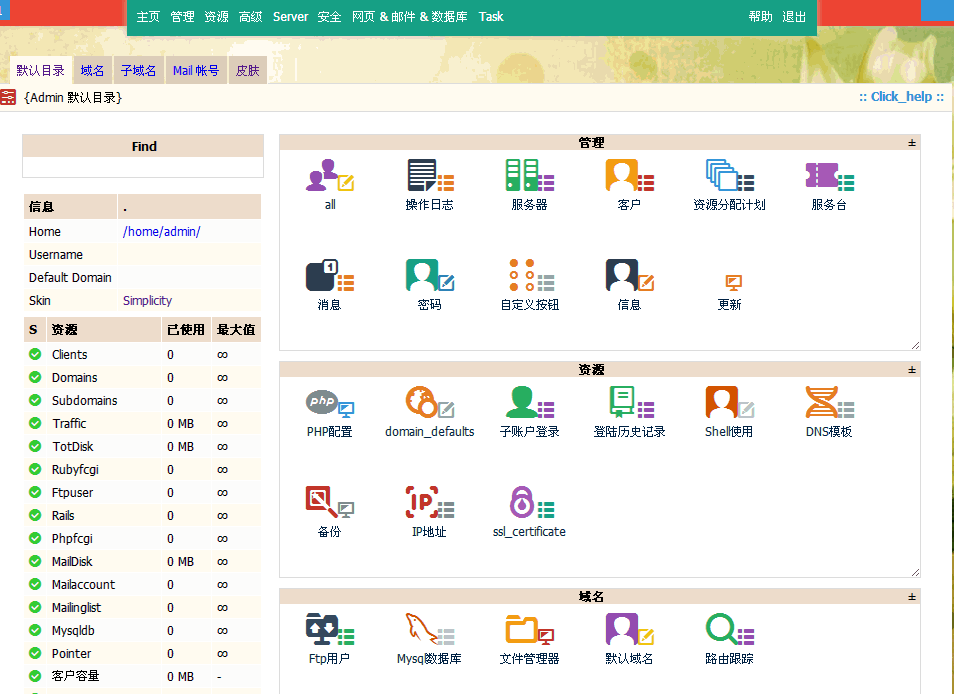 主页 管理 资源 高级 Server 安全 网页 & 邮件 & 数据库 Task 帮助 退出
默认目录 域名 子域名 Mail 帐号 皮肤
{Admin 默认目录} :: Click_help ::
Find
信息 .
Home /home/admin/
Username
Default Domain
Skin Simplicity
S 资源 已使用 最大值
Clients 0 ∞
Domains 0 ∞
Subdomains 0 ∞
Traffic 0 MB ∞
TotDisk 0 MB ∞
Rubyfcgi 0 ∞
Ftpuser 0 ∞
Rails 0 ∞
Phpfcgi 0 ∞
MailDisk 0 MB ∞
Mailaccount 0 ∞
Mailinglist 0 ∞
Mysqldb 0 ∞
Pointer 0 ∞
客户容量 0 MB -
管理 ±
all 操作日志 服务器 客户 资源分配计划 服务台
1
消息 密码 自定义按钮 信息 更新
资源 ±
php IP
PHP配置 domain_defaults 子账户登录 登陆历史记录 Shell使用 DNS模板
备份 IP地址 ssl_certificate
域名 ±
Ftp用户 Mysql数据库 文件管理器 默认域名 路由跟踪